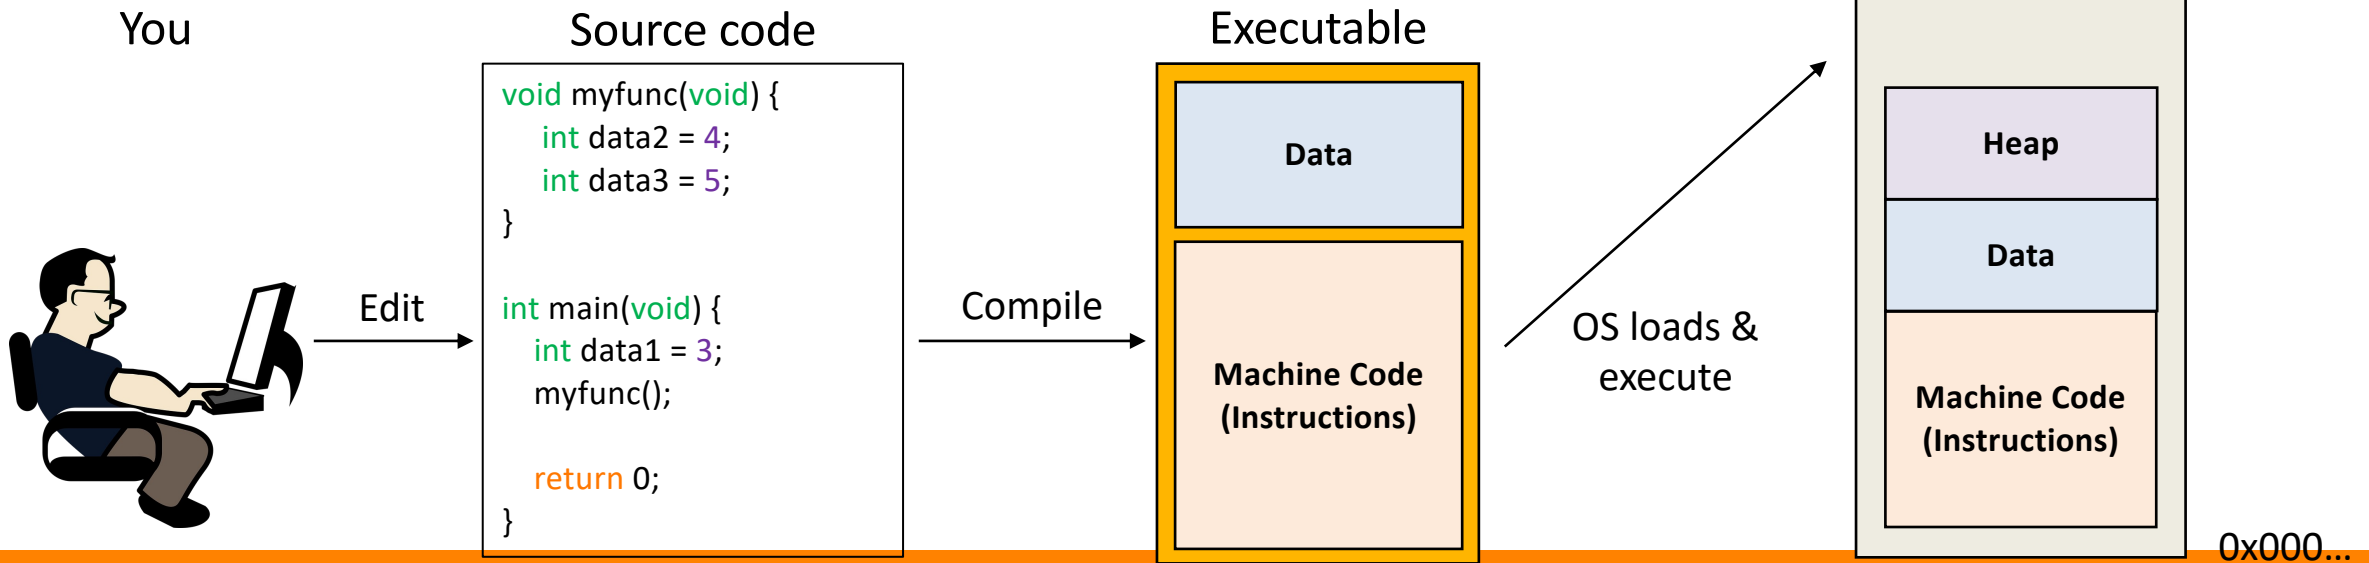 You
Source code
Executable
void myfunc(void) {
int data2 = 4;
int data3 = 5;
}
int main(void) {
int data1 = 3;
myfunc();
return 0;
}
Edit
Compile
Data
Machine Code
(Instructions)
OS loads &
execute
Heap
Data
Machine Code
(Instructions)
0x000...